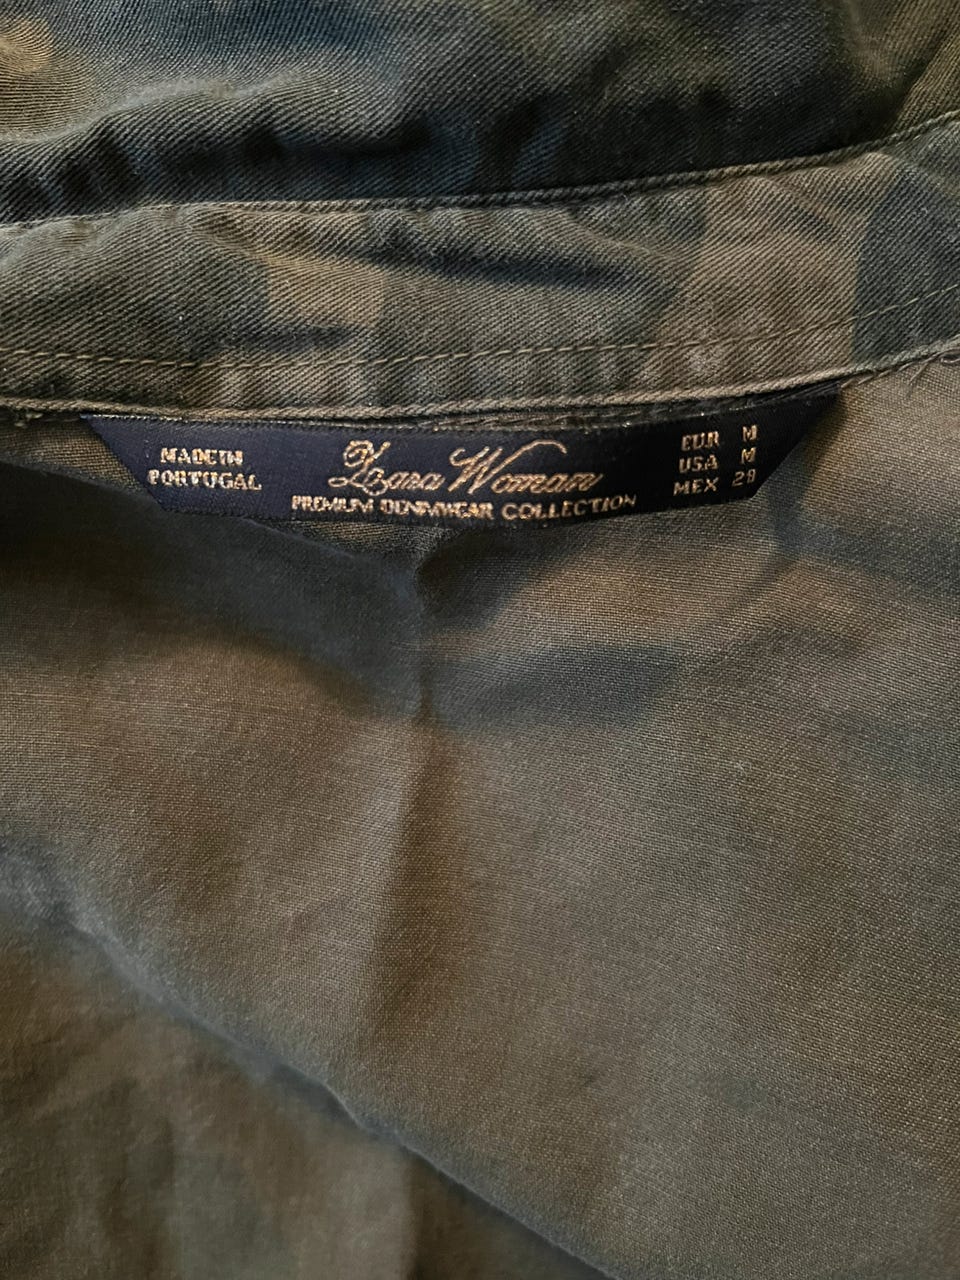 MADE IN
PORTUGAL
Zara Woman
PREMIUM DENIMWEAR COLLECTION
EUR M
USA M
MEX 28